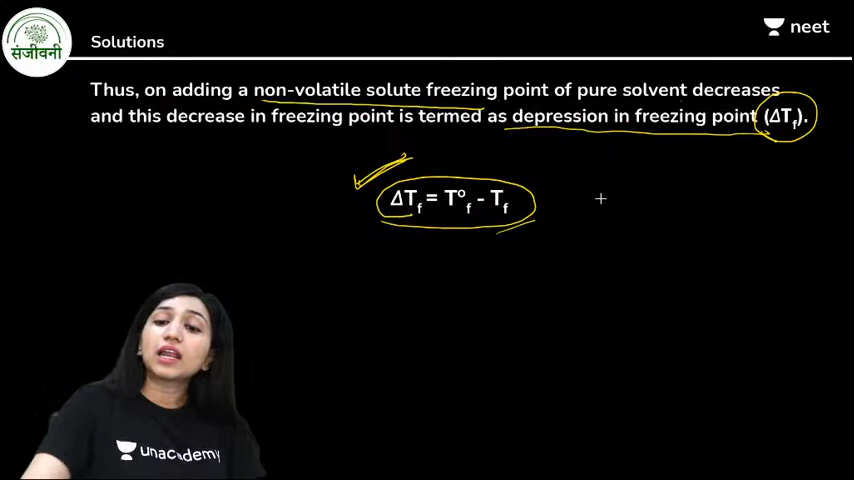 संजीवनी
Solutions
neet
Thus, on adding a non-volatile solute freezing point of pure solvent decreases
and this decrease in freezing point is termed as depression in freezing point (ΔTf).
ΔTf = T°f - Tf
unacademy